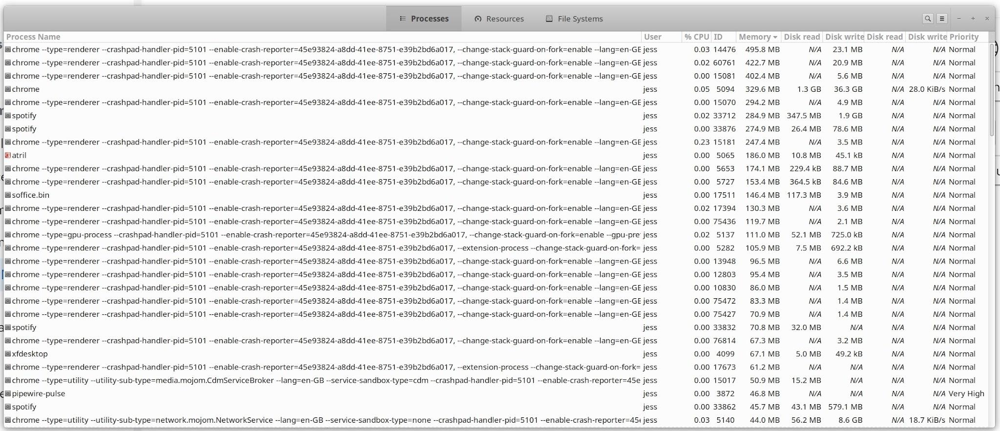 Processes Resources File Systems
Process Name User % CPU ID Memory Disk read Disk write Disk read Disk write Priority
chrome --type=renderer --crashpad-handler-pid=5101 --enable-crash-reporter=45e93824-a8dd-41ee-8751-e39b2bd6a017, --change-stack-guard-on-fork=enable --lang=en-GB jess 0.03 14476 495.8 MB N/A 23.1 MB N/A N/A Normal
chrome --type=renderer --crashpad-handler-pid=5101 --enable-crash-reporter=45e93824-a8dd-41ee-8751-e39b2bd6a017, --change-stack-guard-on-fork=enable --lang=en-GB jess 0.02 60761 422.7 MB N/A 20.9 MB N/A N/A Normal
chrome --type=renderer --crashpad-handler-pid=5101 --enable-crash-reporter=45e93824-a8dd-41ee-8751-e39b2bd6a017, --change-stack-guard-on-fork=enable --lang=en-GB jess 0.00 15081 402.4 MB N/A 5.6 MB N/A N/A Normal
chrome jess 0.05 5094 329.6 MB 1.3 GB 36.3 GB N/A 28.0 KiB/s Normal
chrome --type=renderer --crashpad-handler-pid=5101 --enable-crash-reporter=45e93824-a8dd-41ee-8751-e39b2bd6a017, --change-stack-guard-on-fork=enable --lang=en-GB jess 0.00 15070 294.2 MB N/A 4.9 MB N/A N/A Normal
spotify jess 0.02 33712 284.9 MB 347.5 MB 1.9 GB N/A N/A Normal
spotify jess 0.00 33876 274.9 MB 26.4 MB 78.6 MB N/A N/A Normal
chrome --type=renderer --crashpad-handler-pid=5101 --enable-crash-reporter=45e93824-a8dd-41ee-8751-e39b2bd6a017, --change-stack-guard-on-fork=enable --lang=en-GB jess 0.23 15181 247.4 MB N/A 3.5 MB N/A N/A Normal
atril jess 0.00 5065 186.0 MB 10.8 MB 45.1 kB N/A N/A Normal
chrome --type=renderer --crashpad-handler-pid=5101 --enable-crash-reporter=45e93824-a8dd-41ee-8751-e39b2bd6a017, --change-stack-guard-on-fork=enable --lang=en-GB jess 0.00 5653 174.1 MB 229.4 kB 88.7 MB N/A N/A Normal
chrome --type=renderer --crashpad-handler-pid=5101 --enable-crash-reporter=45e93824-a8dd-41ee-8751-e39b2bd6a017, --change-stack-guard-on-fork=enable --lang=en-GB jess 0.00 5727 153.4 MB 364.5 kB 84.6 MB N/A N/A Normal
soffice.bin jess 0.00 17511 146.4 MB 117.3 MB 3.9 MB N/A N/A Normal
chrome --type=renderer --crashpad-handler-pid=5101 --enable-crash-reporter=45e93824-a8dd-41ee-8751-e39b2bd6a017, --change-stack-guard-on-fork=enable --lang=en-GB jess 0.02 17394 130.3 MB N/A 3.6 MB N/A N/A Normal
chrome --type=renderer --crashpad-handler-pid=5101 --enable-crash-reporter=45e93824-a8dd-41ee-8751-e39b2bd6a017, --change-stack-guard-on-fork=enable --lang=en-GB jess 0.00 75436 119.7 MB N/A 2.1 MB N/A N/A Normal
chrome --type=gpu-process --crashpad-handler-pid=5101 --enable-crash-reporter=45e93824-a8dd-41ee-8751-e39b2bd6a017, --change-stack-guard-on-fork=enable --gpu-pre jess 0.02 5137 111.0 MB 52.1 MB 725.0 kB N/A N/A Normal
chrome --type=renderer --crashpad-handler-pid=5101 --enable-crash-reporter=45e93824-a8dd-41ee-8751-e39b2bd6a017, --extension-process --change-stack-guard-on-fork= jess 0.00 5282 105.9 MB 7.5 MB 692.2 kB N/A N/A Normal
chrome --type=renderer --crashpad-handler-pid=5101 --enable-crash-reporter=45e93824-a8dd-41ee-8751-e39b2bd6a017, --change-stack-guard-on-fork=enable --lang=en-GB jess 0.00 13948 96.5 MB N/A 6.6 MB N/A N/A Normal
chrome --type=renderer --crashpad-handler-pid=5101 --enable-crash-reporter=45e93824-a8dd-41ee-8751-e39b2bd6a017, --change-stack-guard-on-fork=enable --lang=en-GB jess 0.00 12803 95.4 MB N/A 3.5 MB N/A N/A Normal
chrome --type=renderer --crashpad-handler-pid=5101 --enable-crash-reporter=45e93824-a8dd-41ee-8751-e39b2bd6a017, --change-stack-guard-on-fork=enable --lang=en-GB jess 0.00 10830 86.0 MB N/A 1.5 MB N/A N/A Normal
chrome --type=renderer --crashpad-handler-pid=5101 --enable-crash-reporter=45e93824-a8dd-41ee-8751-e39b2bd6a017, --change-stack-guard-on-fork=enable --lang=en-GB jess 0.00 75472 83.3 MB N/A 1.4 MB N/A N/A Normal
chrome --type=renderer --crashpad-handler-pid=5101 --enable-crash-reporter=45e93824-a8dd-41ee-8751-e39b2bd6a017, --change-stack-guard-on-fork=enable --lang=en-GB jess 0.00 75427 70.9 MB N/A 1.4 MB N/A N/A Normal
spotify jess 0.00 33832 70.8 MB 32.0 MB N/A N/A N/A Normal
chrome --type=renderer --crashpad-handler-pid=5101 --enable-crash-reporter=45e93824-a8dd-41ee-8751-e39b2bd6a017, --change-stack-guard-on-fork=enable --lang=en-GB jess 0.00 76814 67.3 MB N/A 3.2 MB N/A N/A Normal
xfdesktop jess 0.00 4099 67.1 MB 5.0 MB 49.2 kB N/A N/A Normal
chrome --type=renderer --crashpad-handler-pid=5101 --enable-crash-reporter=45e93824-a8dd-41ee-8751-e39b2bd6a017, --extension-process --change-stack-guard-on-fork= jess 0.00 17673 61.2 MB N/A N/A N/A N/A Normal
chrome --type=utility --utility-sub-type=media.mojom.CdmServiceBroker --lang=en-GB --service-sandbox-type=cdm --crashpad-handler-pid=5101 --enable-crash-reporter=45e jess 0.00 15017 50.9 MB 15.2 MB N/A N/A N/A Normal
pipewire-pulse jess 0.00 3872 46.8 MB N/A N/A N/A N/A Very High
spotify jess 0.00 33862 45.7 MB 43.1 MB 579.1 MB N/A N/A Normal
chrome --type=utility --utility-sub-type=network.mojom.NetworkService --lang=en-GB --service-sandbox-type=none --crashpad-handler-pid=5101 --enable-crash-reporter=45e jess 0.03 5140 44.0 MB 56.2 MB 8.6 GB N/A 18.7 KiB/s Normal